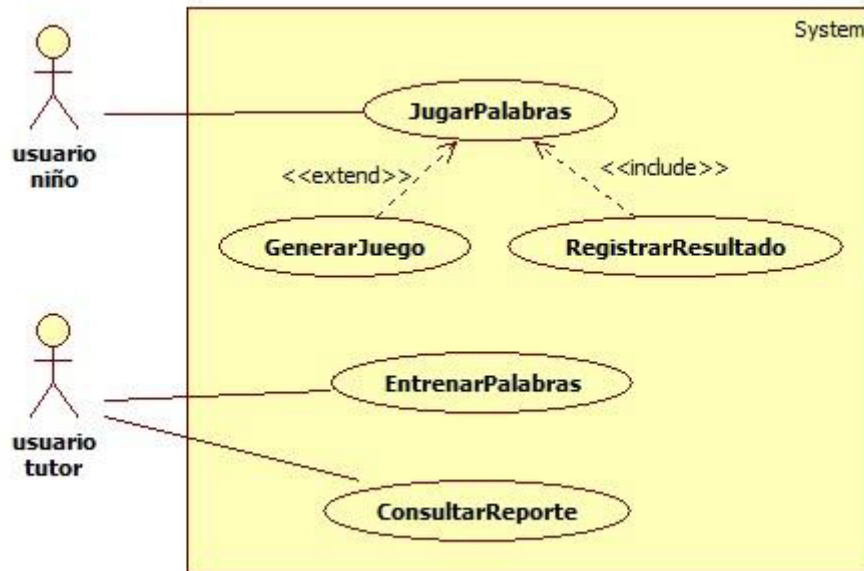 System
JugarPalabras
usuario
niño
<<extend>>
<<include>>
GenerarJuego
RegistrarResultado
EntrenarPalabras
usuario
tutor
ConsultarReporte